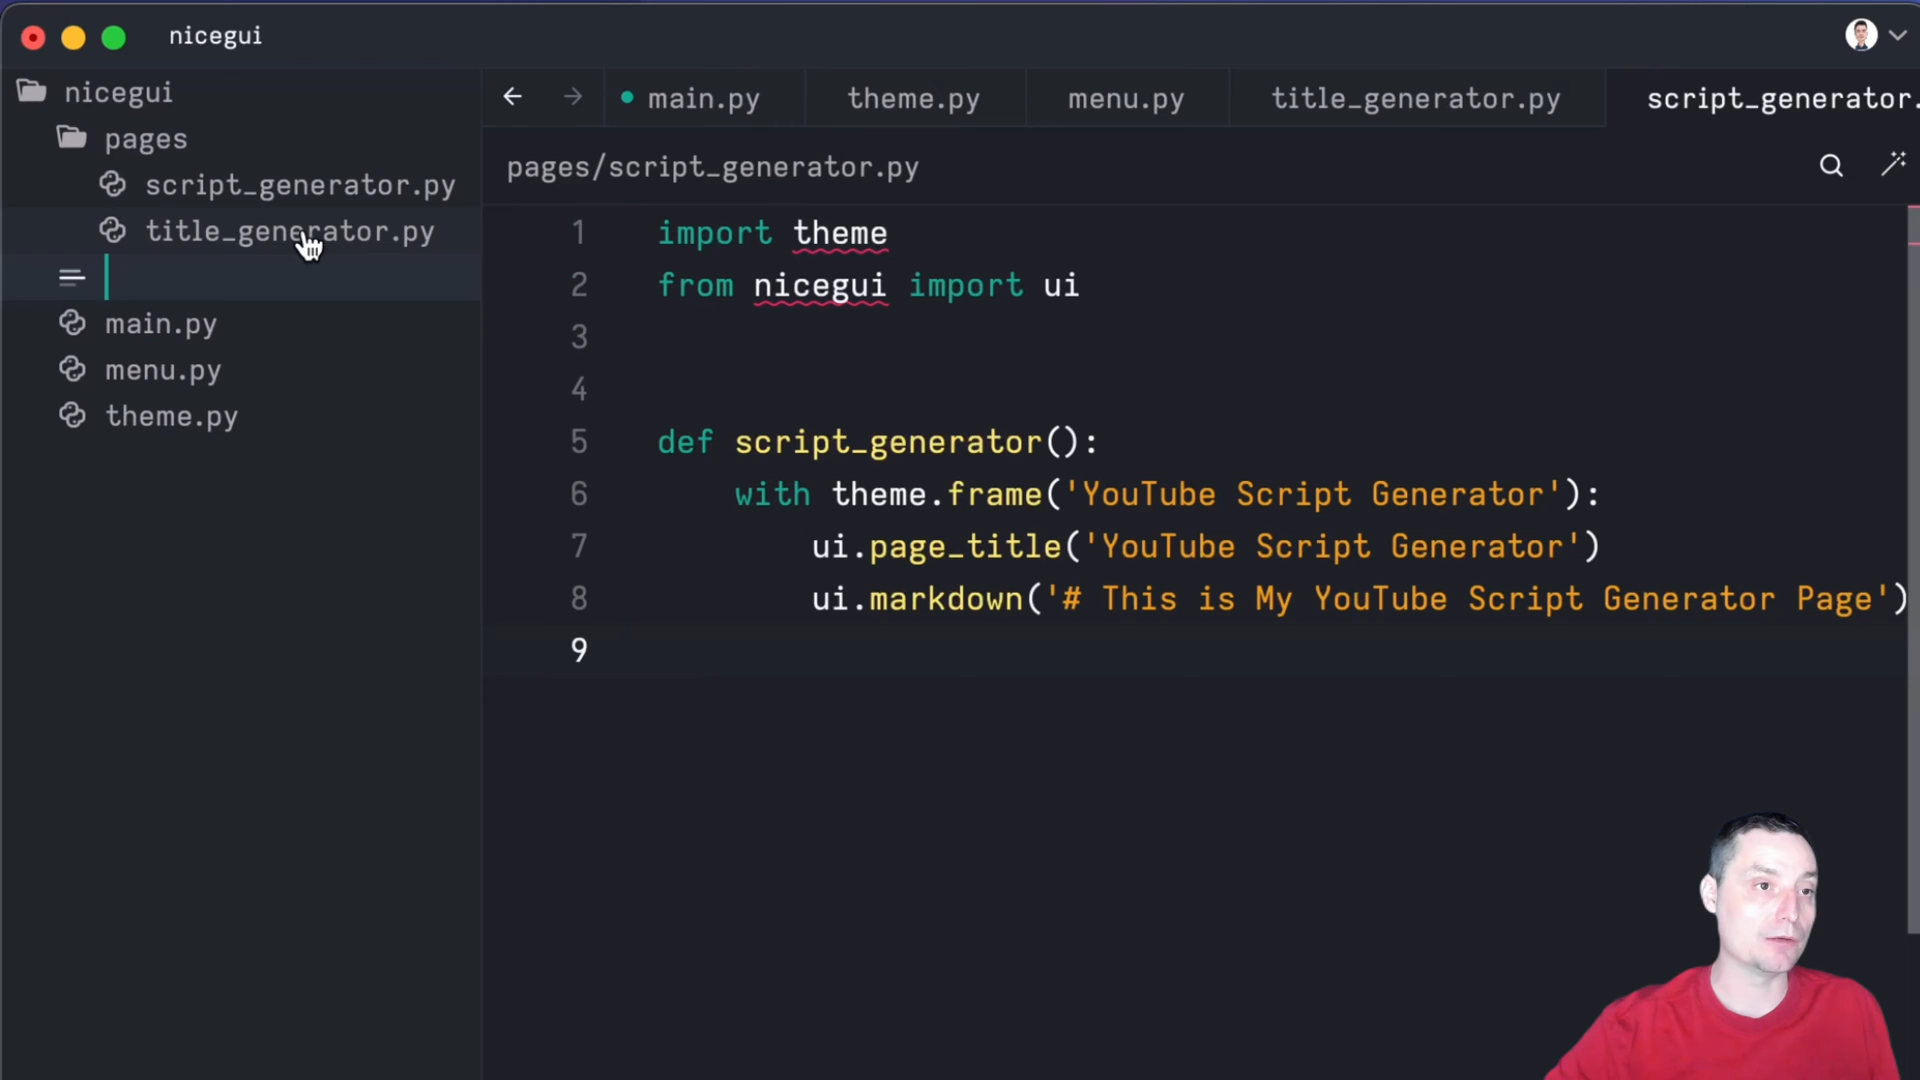 nicegui
nicegui
pages
script_generator.py
title_generator.py
main.py
menu.py
theme.py
main.py
theme.py
menu.py
title_generator.py
script_generator.
pages/script_generator.py
1 import theme
2 from nicegui import ui
3
4
5 def script_generator():
6 with theme.frame('YouTube Script Generator'):
7 ui.page_title('YouTube Script Generator')
8 ui.markdown('# This is My YouTube Script Generator Page')
9